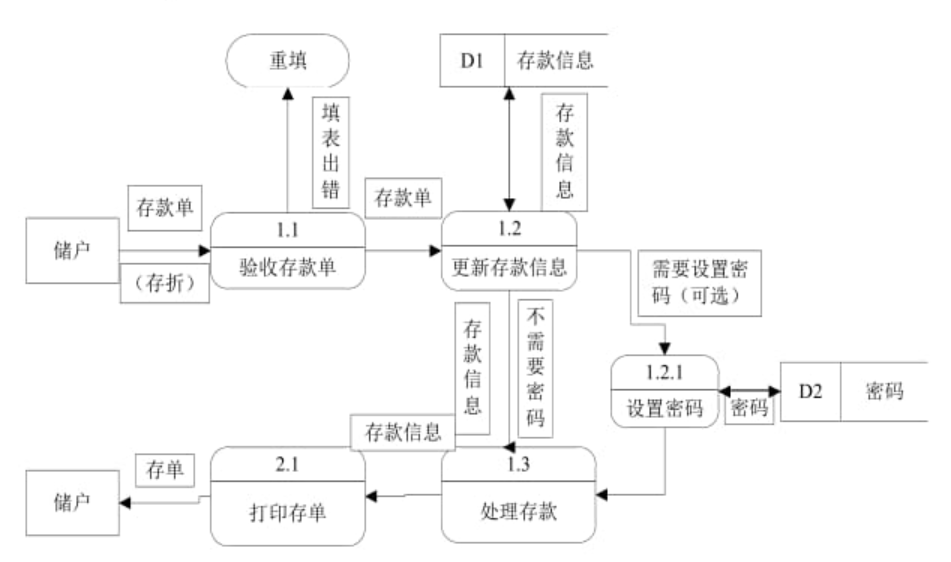 重填
D1
存款信息
填表出错
存款信息
存款单
存款单
1.1
1.2
储户
验收存款单
更新存款信息
（存折）
需要设置密
码（可选）
存款信息
不需要密码
1.2.1
设置密码
密码
D2
密码
存款信息
存单
2.1
1.3
储户
打印存单
处理存款